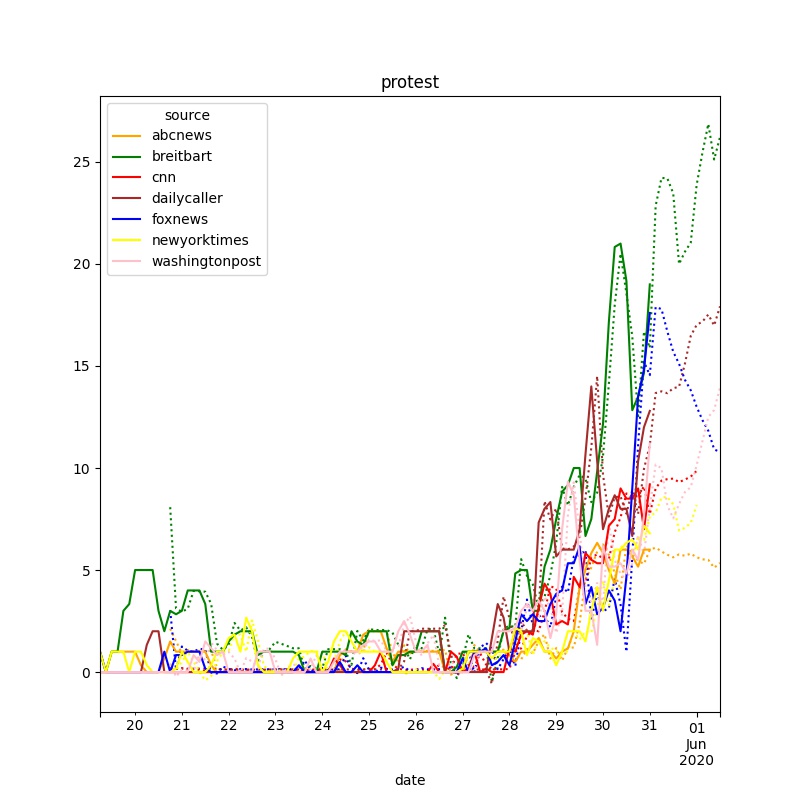 protest
source
abcnews
breitbart
cnn
dailycaller
foxnews
newyorktimes
washingtonpost
25
20
15
10
5
0
20 21 22 23 24 25 26 27 28 29 30 31 01
Jun
2020
date